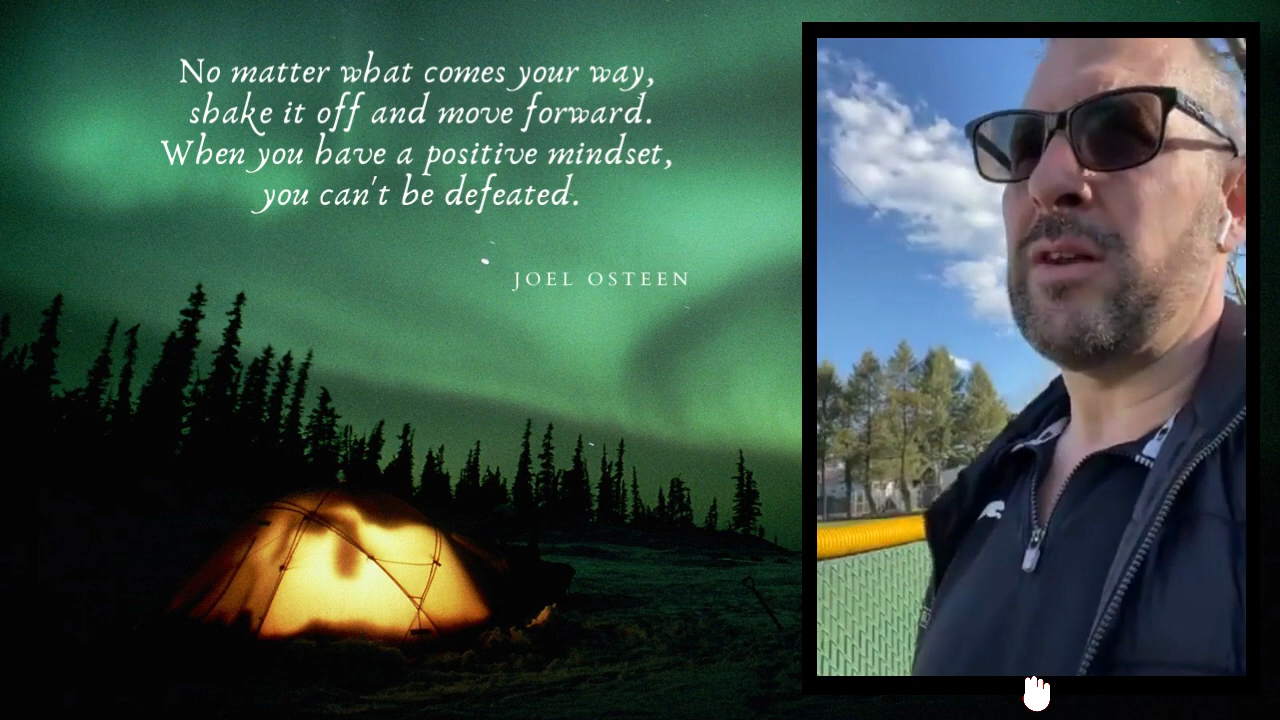 No matter what comes your way,
shake it off and move forward.
When you have a positive mindset,
you can't be defeated.
JOEL OSTEEN